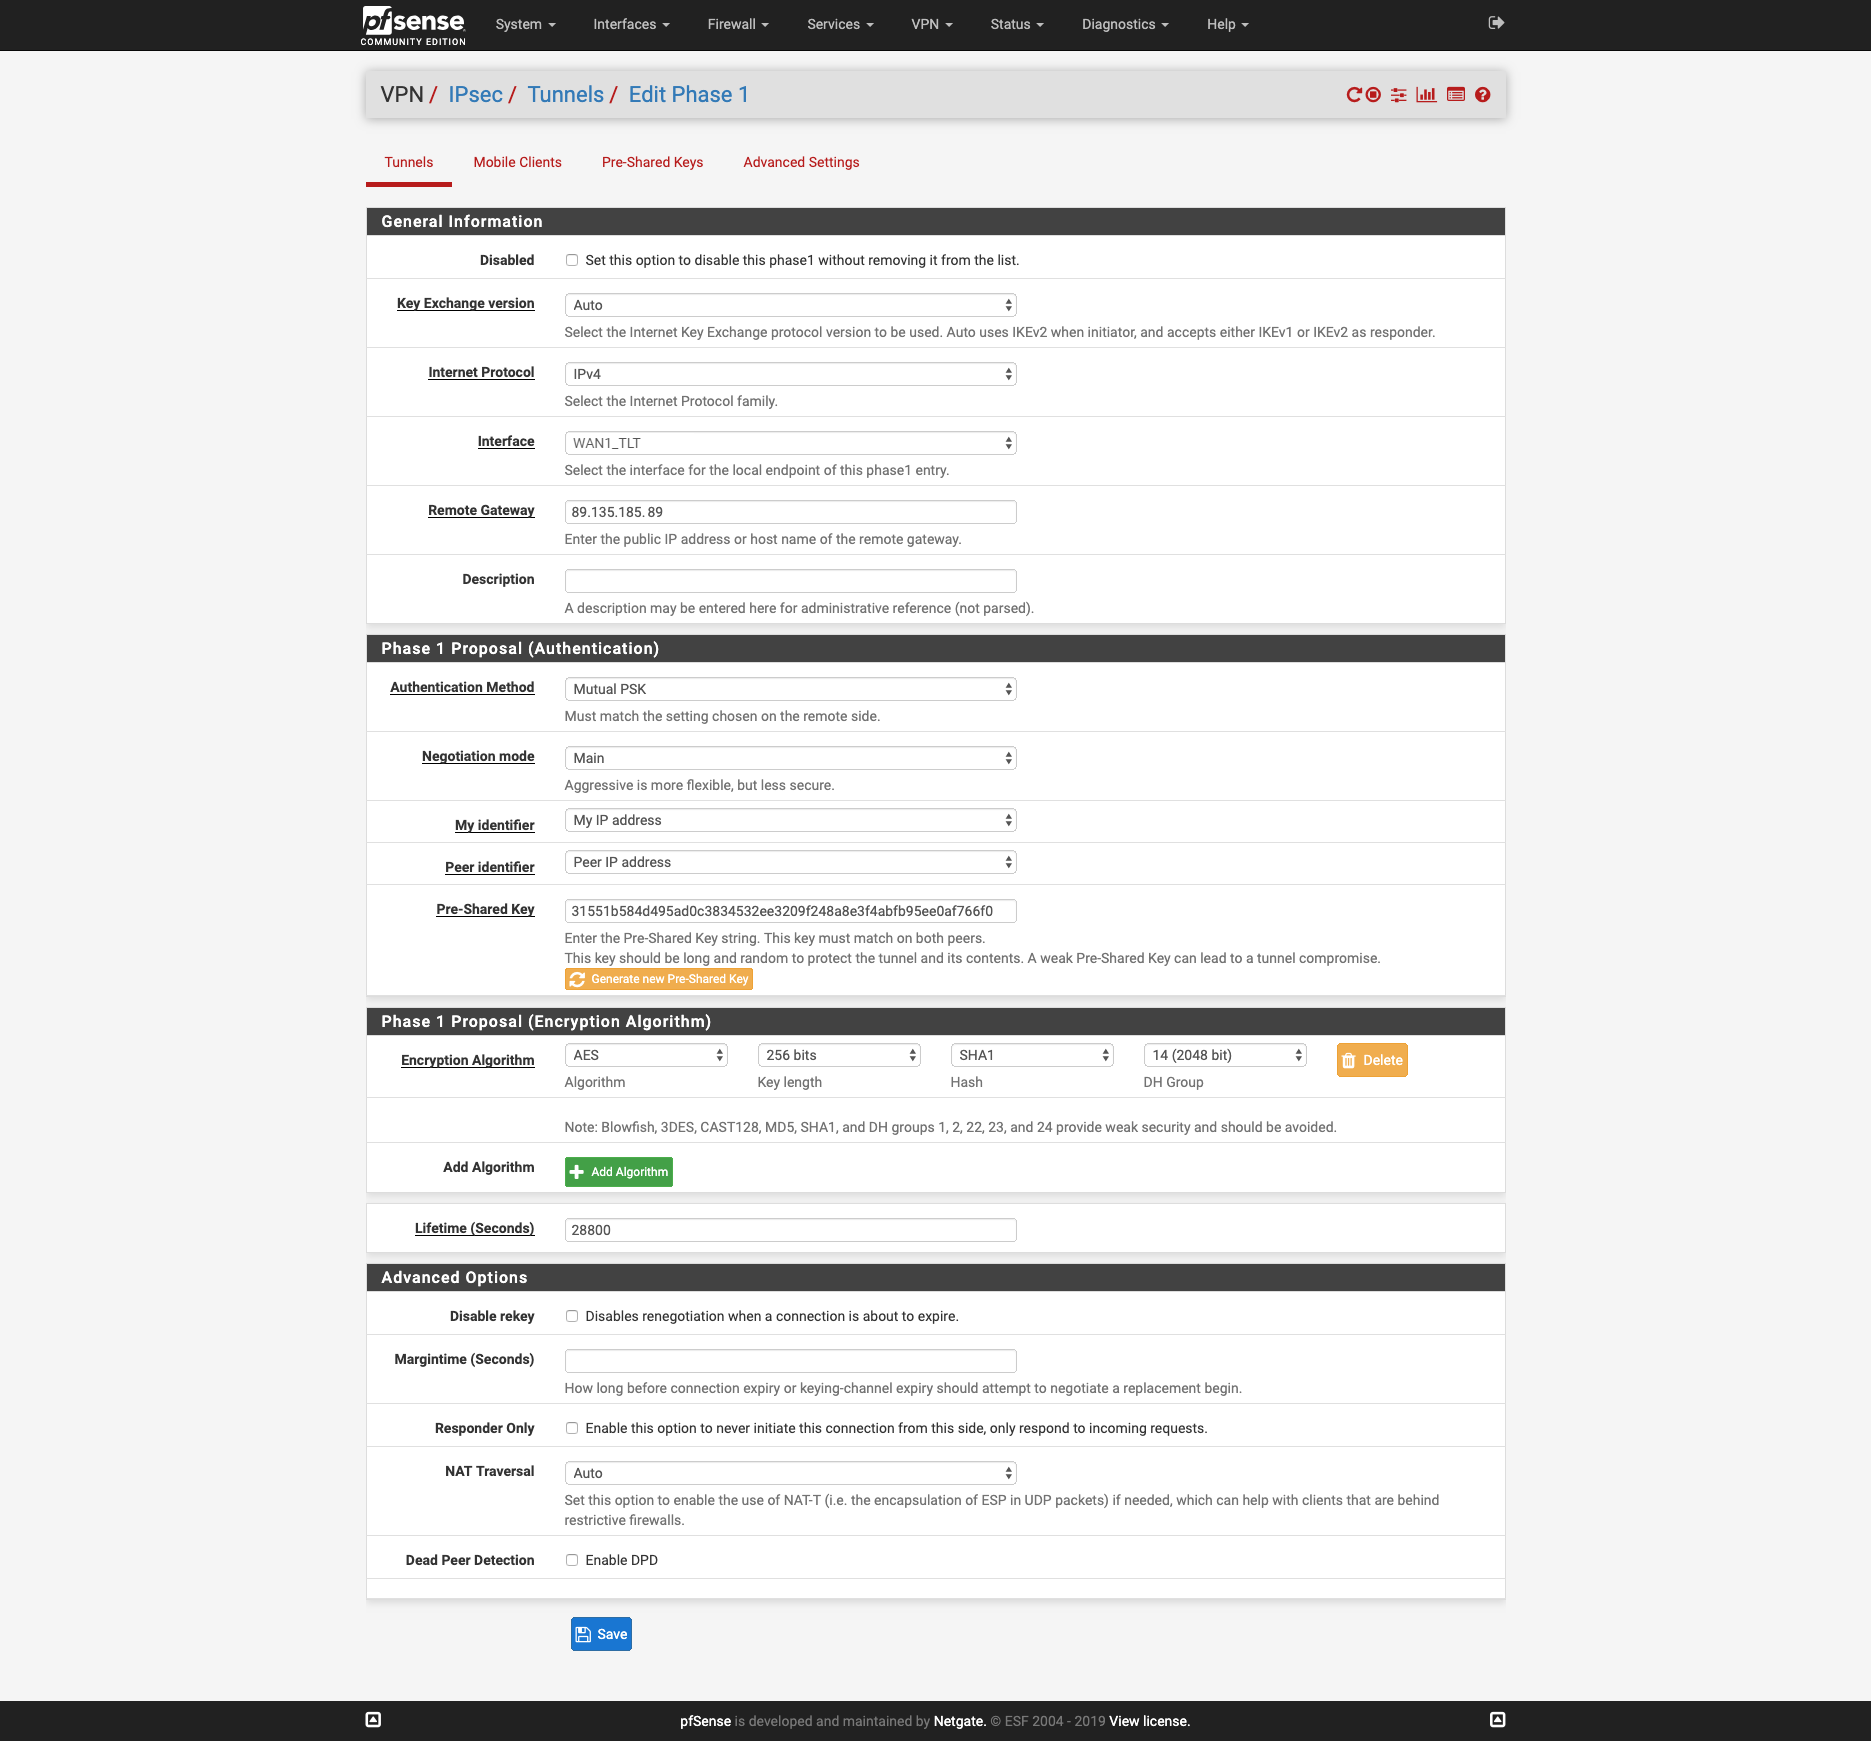 pfsense
COMMUNITY EDITION
System Interfaces Firewall Services VPN Status Diagnostics Help
VPN / IPsec / Tunnels / Edit Phase 1
Tunnels Mobile Clients Pre-Shared Keys Advanced Settings
General Information
Disabled Set this option to disable this phase1 without removing it from the list.
Key Exchange version Auto
Select the Internet Key Exchange protocol version to be used. Auto uses IKEv2 when initiator, and accepts either IKEv1 or IKEv2 as responder.
Internet Protocol IPv4
Select the Internet Protocol family.
Interface WAN1_TLT
Select the interface for the local endpoint of this phase1 entry.
Remote Gateway 89.135.185.89
Enter the public IP address or host name of the remote gateway.
Description
A description may be entered here for administrative reference (not parsed).
Phase 1 Proposal (Authentication)
Authentication Method Mutual PSK
Must match the setting chosen on the remote side.
Negotiation mode Main
Aggressive is more flexible, but less secure.
My identifier My IP address
Peer identifier Peer IP address
Pre-Shared Key 31551b584d495ad0c3834532ee3209f248a8e3f4abfb95ee0af766f0
Enter the Pre-Shared Key string. This key must match on both peers.
This key should be long and random to protect the tunnel and its contents. A weak Pre-Shared Key can lead to a tunnel compromise.
Generate new Pre-Shared Key
Phase 1 Proposal (Encryption Algorithm)
Encryption Algorithm AES 256 bits SHA1 14 (2048 bit) Delete
Algorithm Key length Hash DH Group
Note: Blowfish, 3DES, CAST128, MD5, SHA1, and DH groups 1, 2, 22, 23, and 24 provide weak security and should be avoided.
Add Algorithm Add Algorithm
Lifetime (Seconds) 28800
Advanced Options
Disable rekey Disables renegotiation when a connection is about to expire.
Margintime (Seconds)
How long before connection expiry or keying-channel expiry should attempt to negotiate a replacement begin.
Responder Only Enable this option to never initiate this connection from this side, only respond to incoming requests.
NAT Traversal Auto
Set this option to enable the use of NAT-T (i.e. the encapsulation of ESP in UDP packets) if needed, which can help with clients that are behind
restrictive firewalls.
Dead Peer Detection Enable DPD
Save
pfSense is developed and maintained by Netgate. © ESF 2004 - 2019 View license.